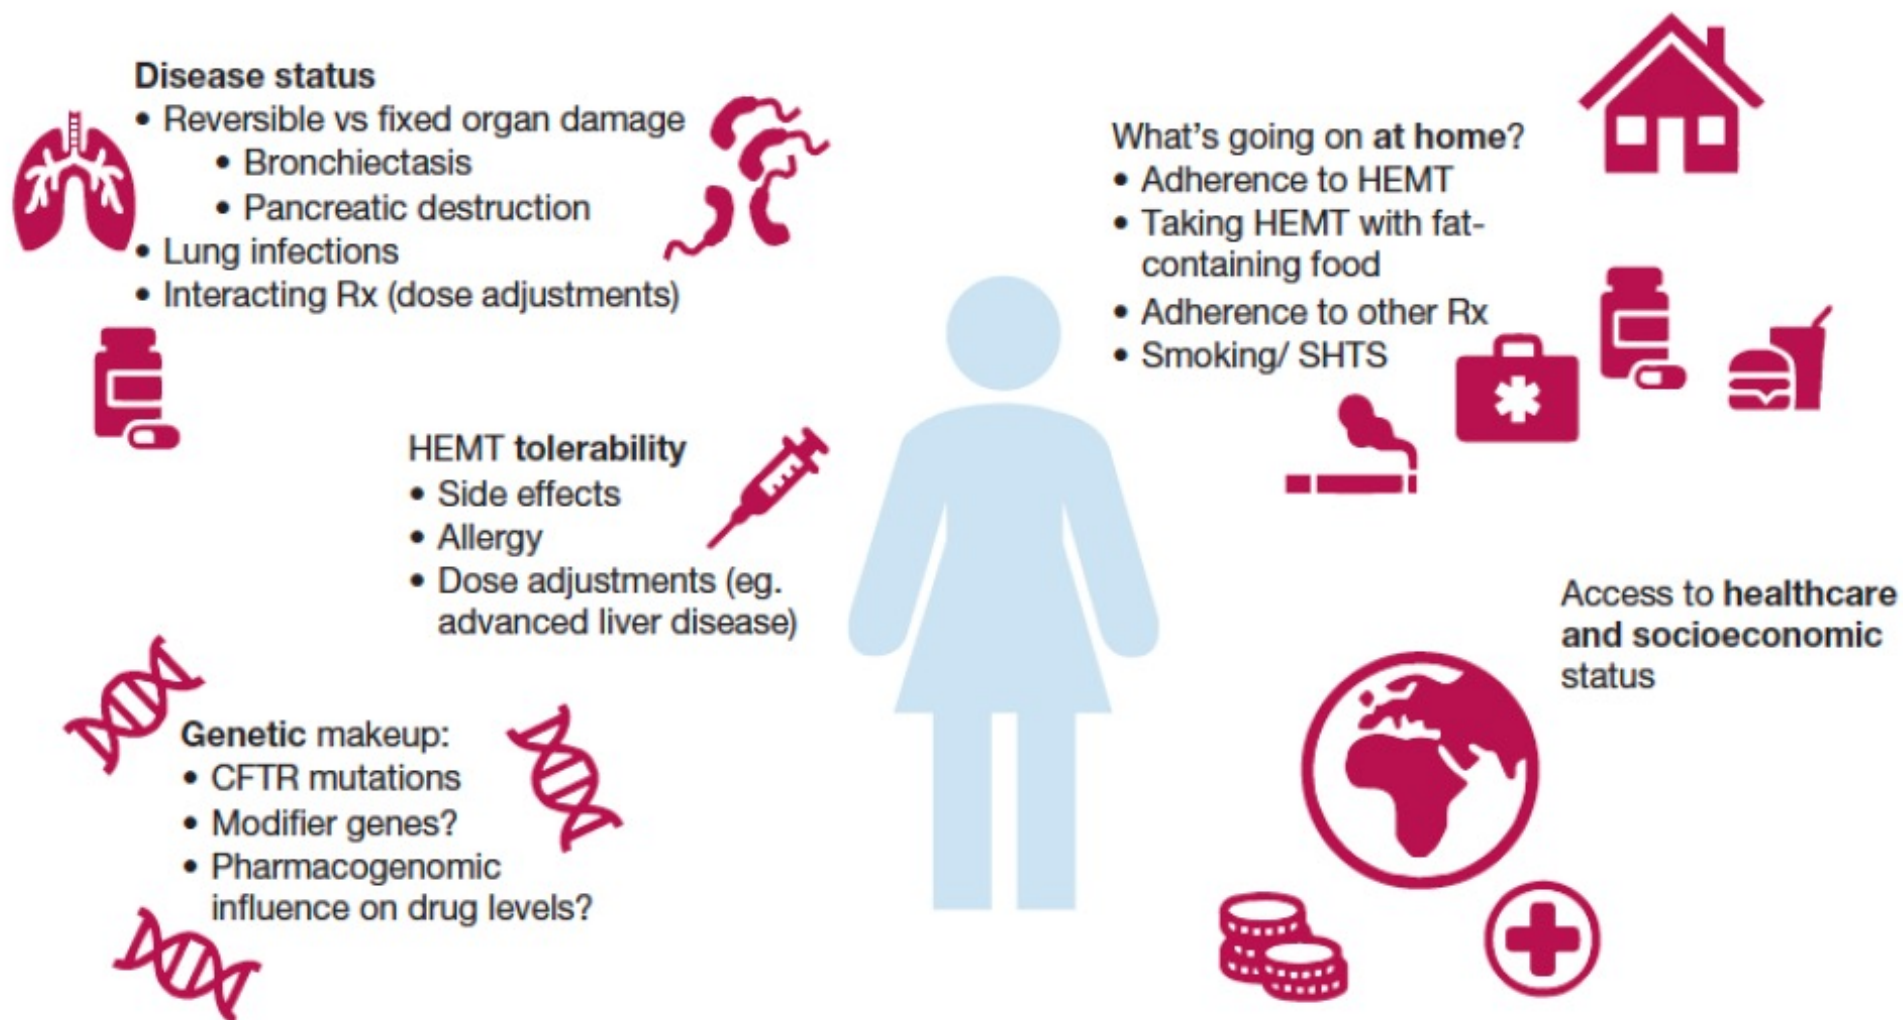 Disease status
• Reversible vs fixed organ damage
• Bronchiectasis
• Pancreatic destruction
• Lung infections
• Interacting Rx (dose adjustments)
What's going on at home?
• Adherence to HEMT
• Taking HEMT with fat-
containing food
• Adherence to other Rx
• Smoking/ SHTS
HEMT tolerability
• Side effects
• Allergy
• Dose adjustments (eg.
advanced liver disease)
Access to healthcare
and socioeconomic
status
Genetic makeup:
• CFTR mutations
• Modifier genes?
• Pharmacogenomic
influence on drug levels?